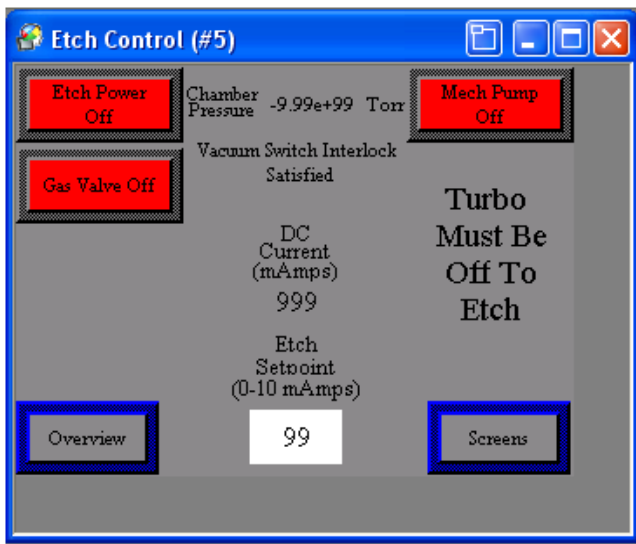 Etch Control (#5)
Etch Power
Off
Chamber
Pressure -9.99e+99 Torr
Mech Pump
Off
Gas Valve Off
Vacuum Switch Interlock
Satisfied
Turbo
Must Be
Off To
Etch
DC
Current
(mAmps)
999
Etch
Setpoint
(0-10 mAmps)
99
Overview
Screens